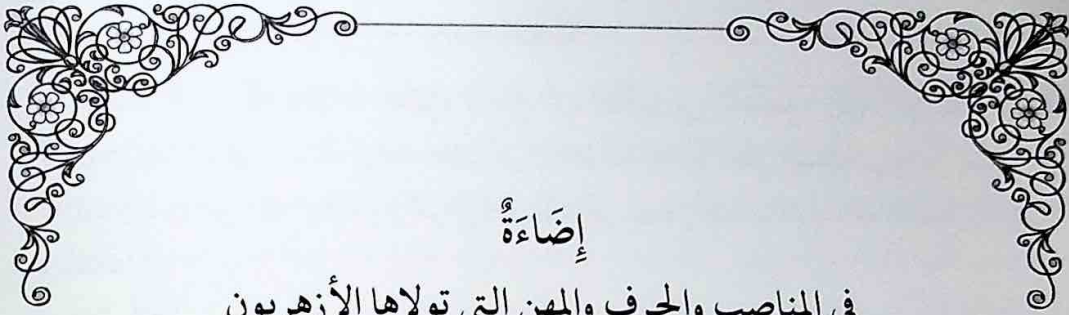 إِضَاءَةٌ
في المناصب والحرف والمهن التي تولاها الأزهريون